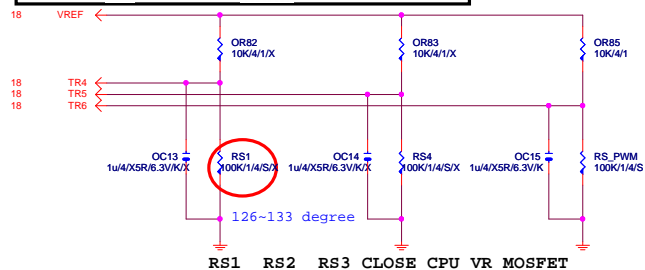 18 VREF
OR82
10K/4/1/X
OR83
10K/4/1/X
OR85
10K/4/1
18 TR4
18 TR5
18 TR6
OC13
1u/4/X5R/6.3V/K/X
RS1
100K/1/4/S/X
OC14
1u/4/X5R/6.3V/K/X
RS4
100K/1/4/S/X
OC15
1u/4/X5R/6.3V/K
RS_PWM
100K/1/4/S
126~133 degree
RS1 RS2 RS3 CLOSE CPU VR MOSFET